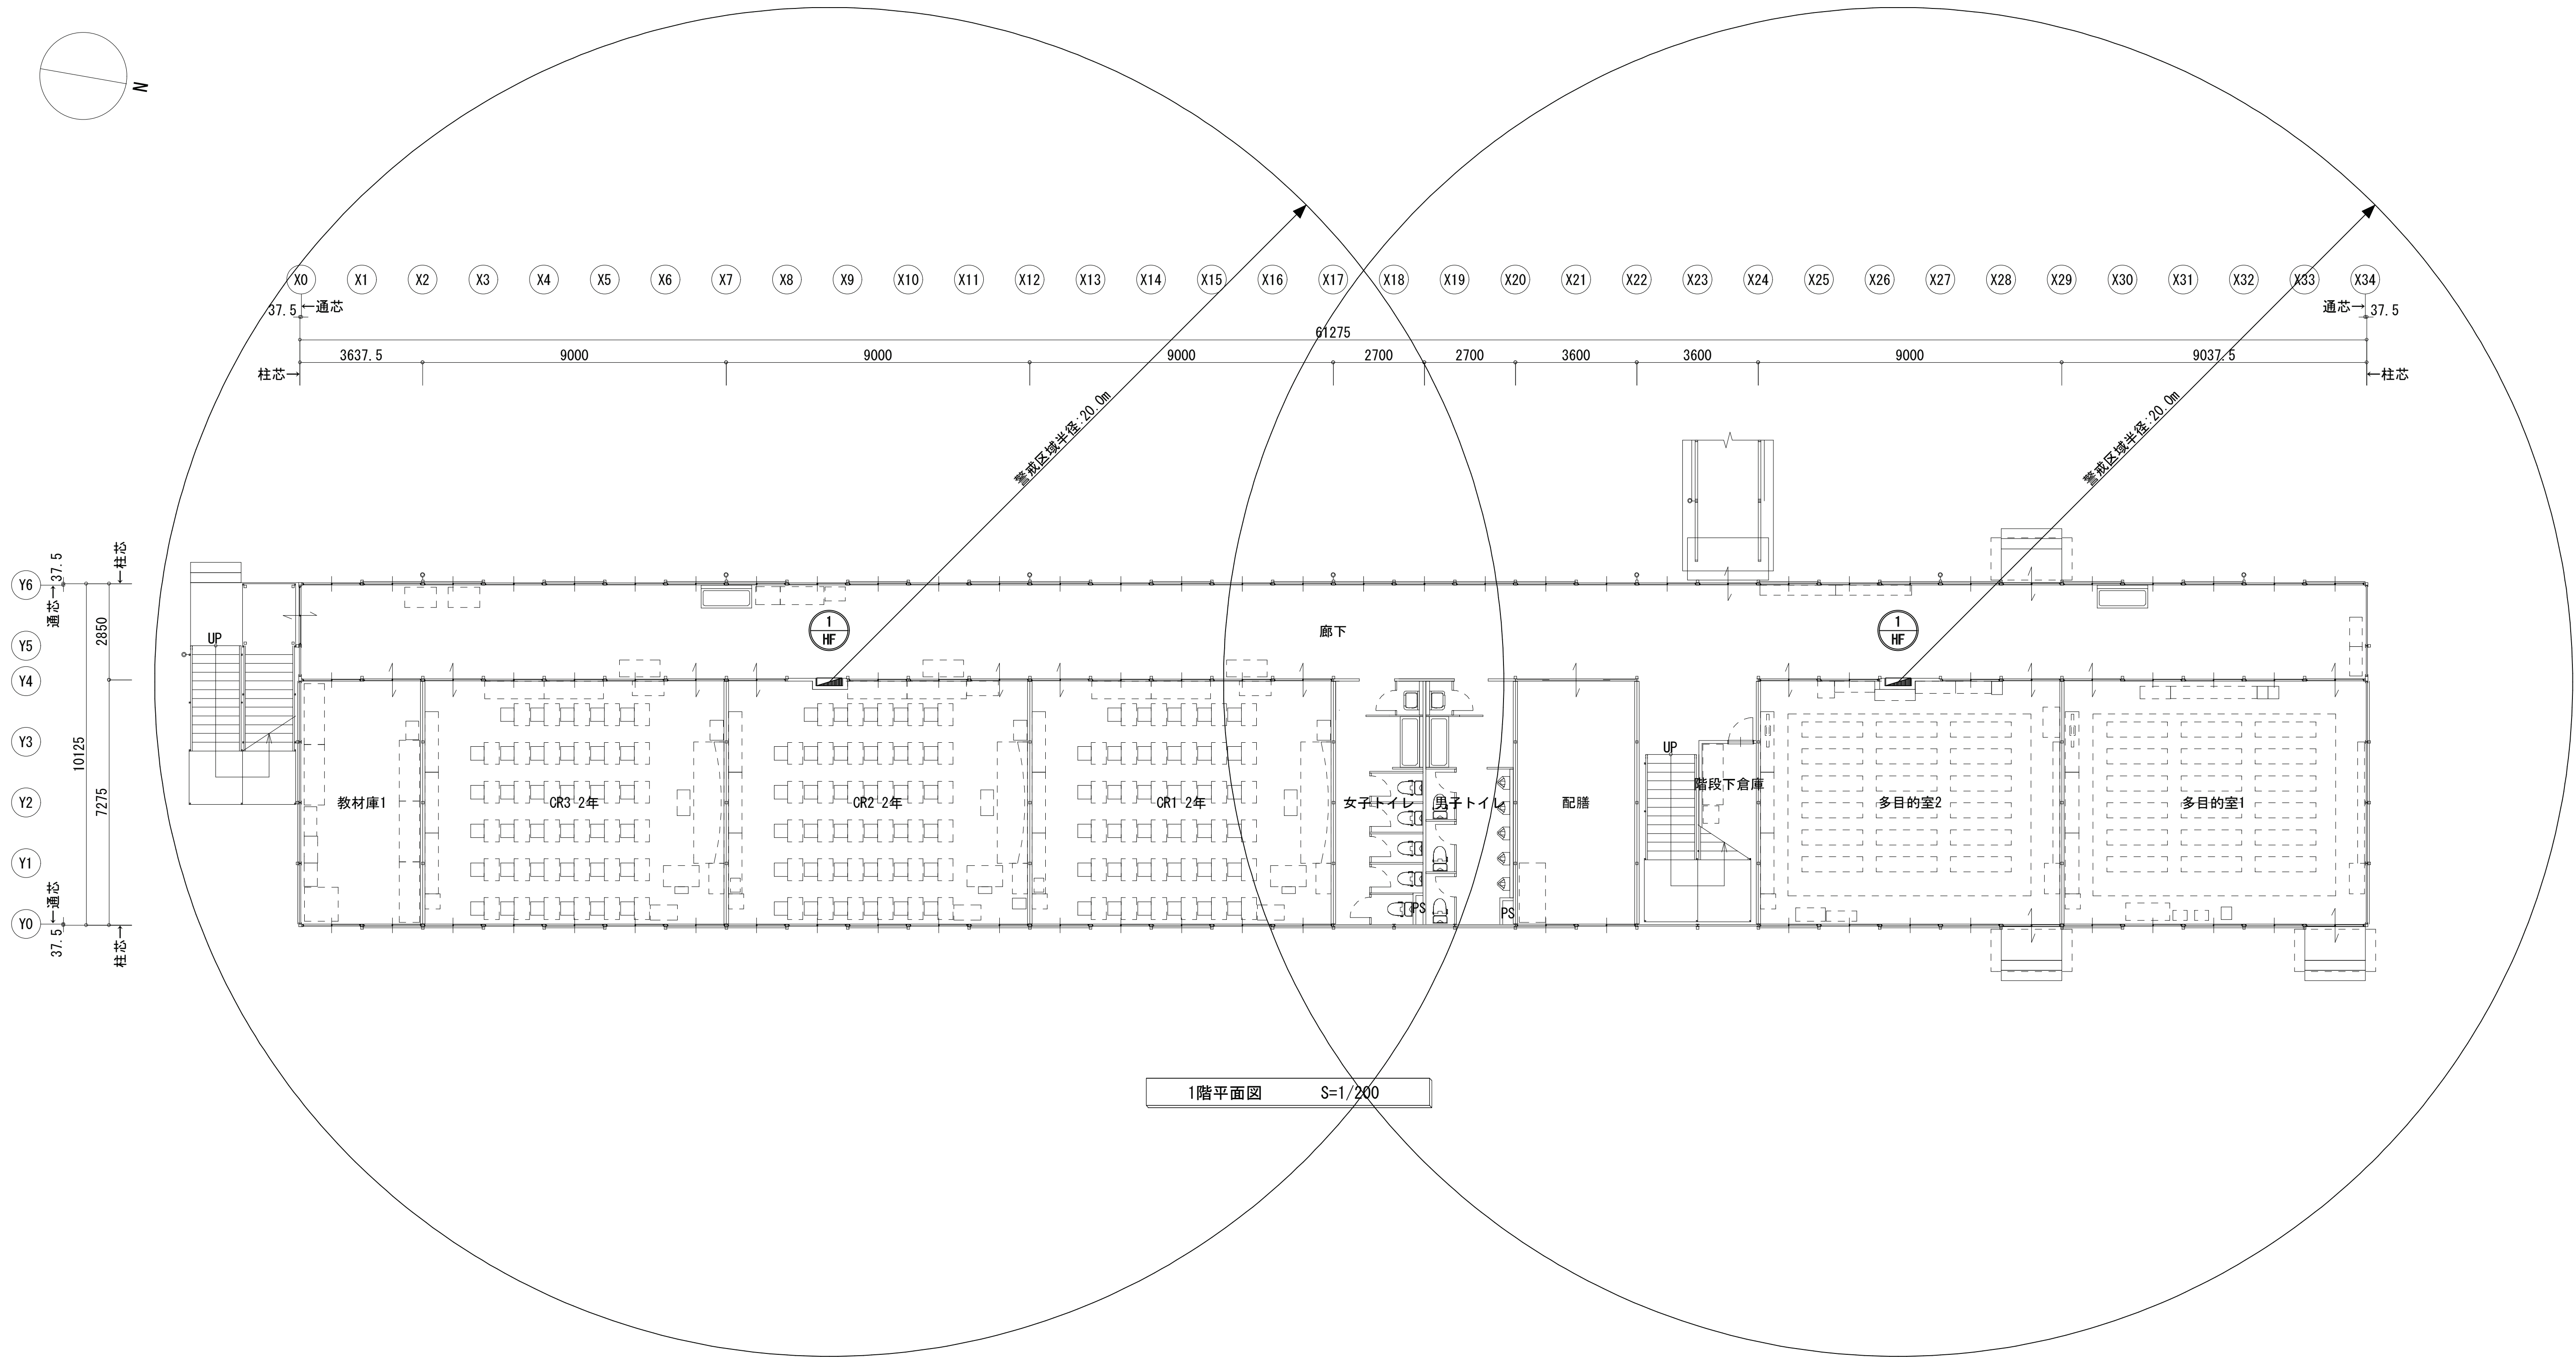 N
X0 X1 X2 X3 X4 X5 X6 X7 X8 X9 X10 X11 X12 X13 X14 X15 X16 X17 X18 X19 X20 X21 X22 X23 X24 X25 X26 X27 X28 X29 X30 X31 X32 X33 X34
←通芯
通芯→
37.5
37.5
61275
3637.5 9000 9000 9000 2700 2700 3600 3600 9000 9037.5
柱芯→
←柱芯
警戒区域半径:20.0m
警戒区域半径:20.0m
Y6
Y5
Y4
Y3
Y2
Y1
Y0
通芯→
37.5
←柱芯
2850
10125
7275
37.5
←通芯
柱芯→
UP
1
HF
廊下
1
HF
UP
階段下倉庫
教材庫1
CR3 2年
CR2 2年
CR1 2年
女子トイレ
男子トイレ
配膳
多目的室2
多目的室1
PS
PS
1階平面図 S=1/200